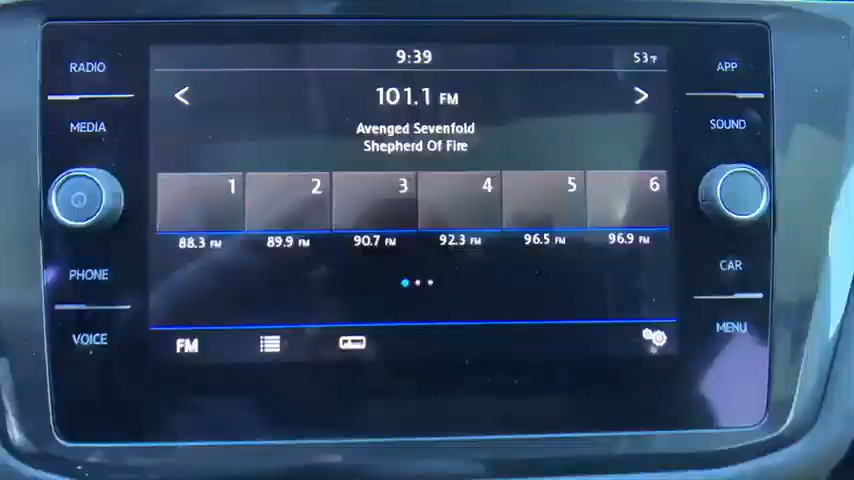 RADIO
9:39
53°F
APP
101.1 FM
MEDIA
Avenged Sevenfold
SOUND
Shepherd Of Fire
1 2 3 4 5 6
88.3 FM 89.9 FM 90.7 FM 92.3 FM 96.5 FM 96.9 FM
PHONE
CAR
VOICE
FM
MENU